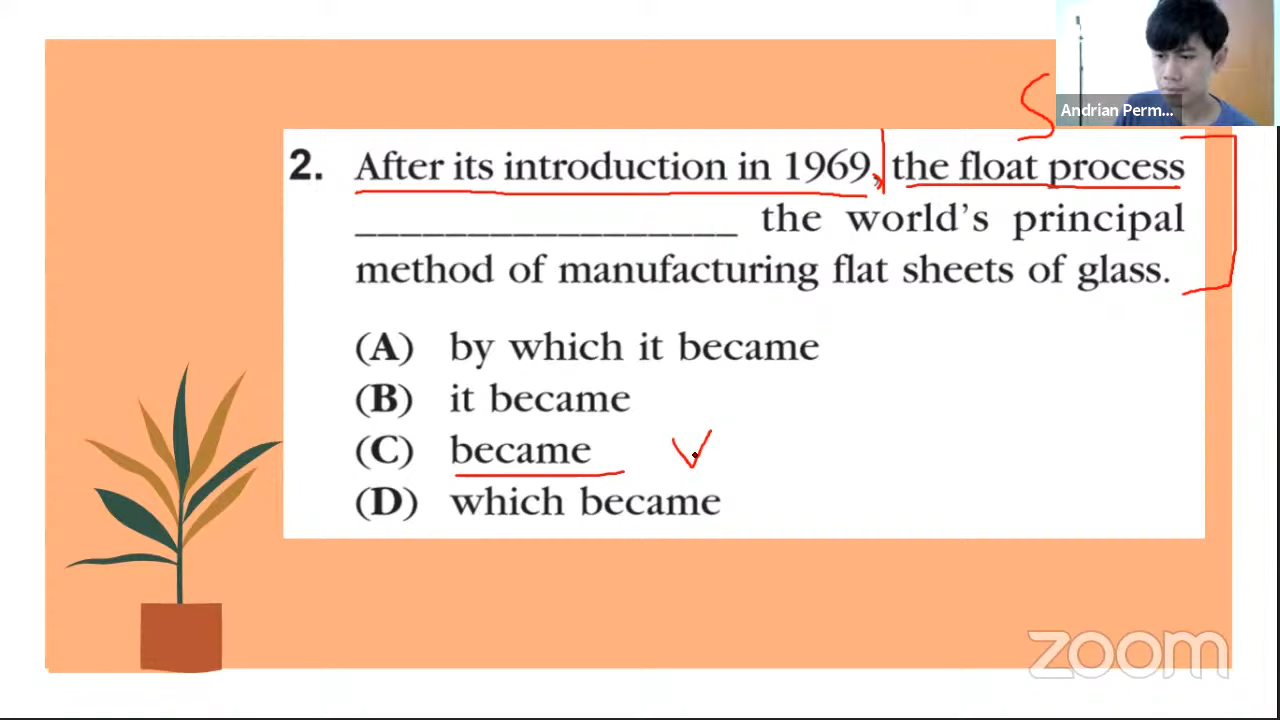 Andrian Perm...
S
2. After its introduction in 1969, the float process
_________________ the world's principal
method of manufacturing flat sheets of glass.
(A) by which it became
(B) it became
(C) became
(D) which became
zoom